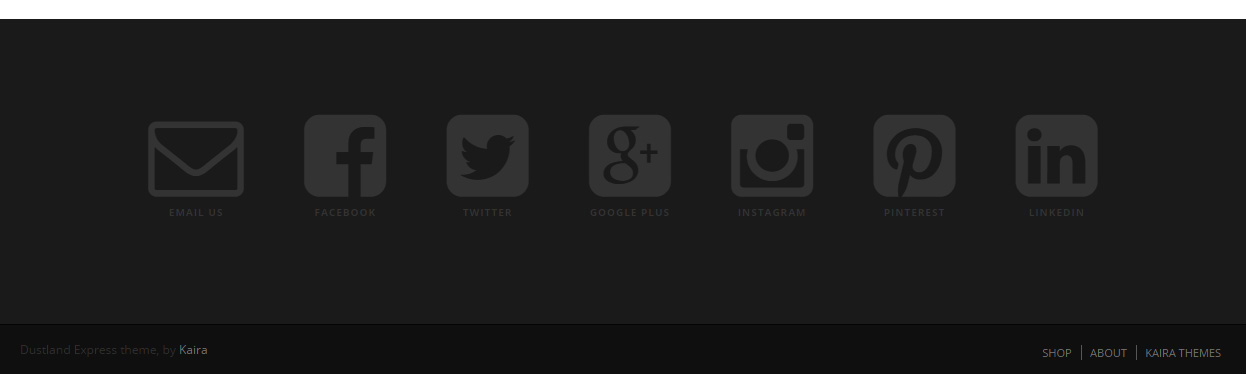 EMAIL US FACEBOOK TWITTER GOOGLE PLUS INSTAGRAM PINTEREST LINKEDIN
Dustland Express theme, by Kaira
SHOP ABOUT KAIRA THEMES